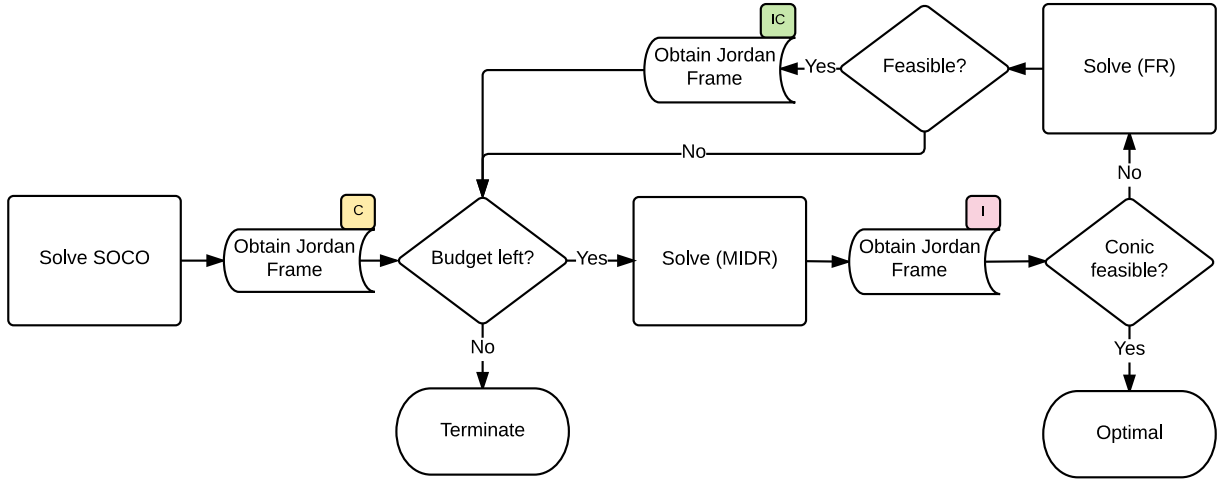 IC
Obtain Jordan
Frame
Yes
Feasible?
Solve (FR)
No
No
Solve SOCO
C
Obtain Jordan
Frame
Budget left?
Yes
Solve (MIDR)
I
Obtain Jordan
Frame
Conic
feasible?
No
Yes
Terminate
Optimal